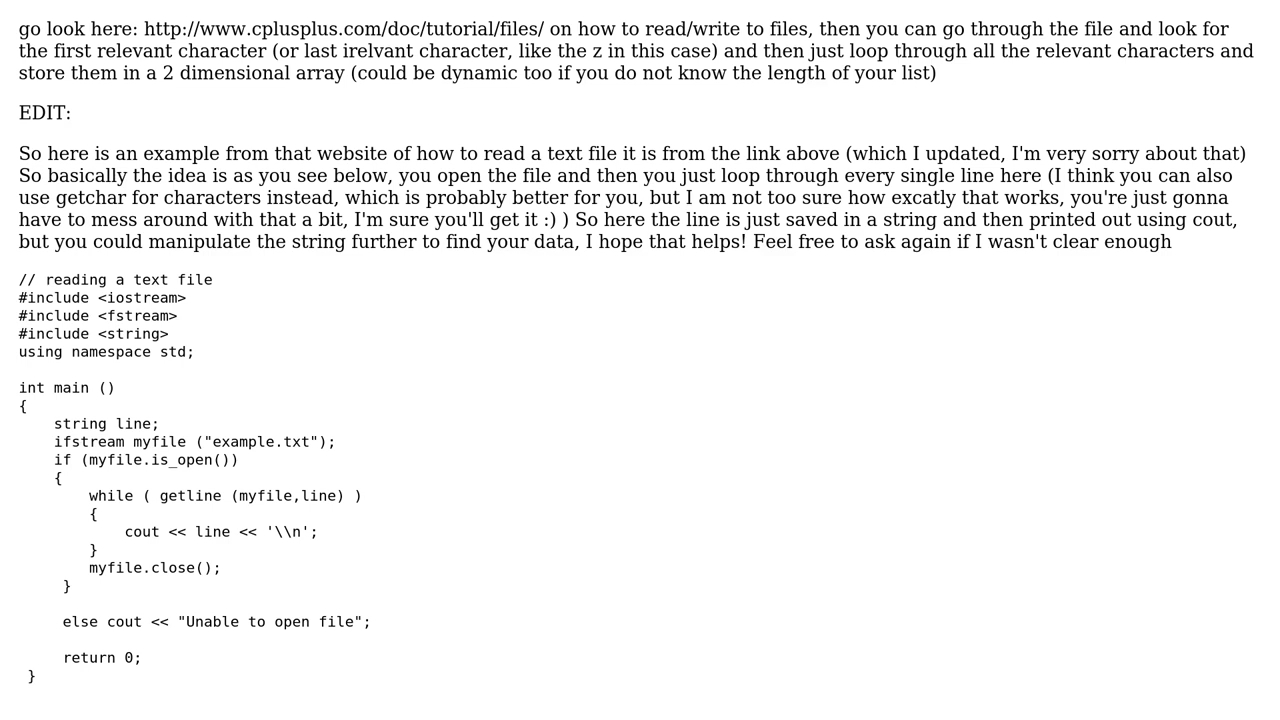 go look here: http://www.cplusplus.com/doc/tutorial/files/ on how to read/write to files, then you can go through the file and look for
the first relevant character (or last irelvant character, like the z in this case) and then just loop through all the relevant characters and
store them in a 2 dimensional array (could be dynamic too if you do not know the length of your list)

EDIT:

So here is an example from that website of how to read a text file it is from the link above (which I updated, I'm very sorry about that)
So basically the idea is as you see below, you open the file and then you just loop through every single line here (I think you can also
use getchar for characters instead, which is probably better for you, but I am not too sure how excatly that works, you're just gonna
have to mess around with that a bit, I'm sure you'll get it :) ) So here the line is just saved in a string and then printed out using cout,
but you could manipulate the string further to find your data, I hope that helps! Feel free to ask again if I wasn't clear enough

// reading a text file
#include <iostream>
#include <fstream>
#include <string>
using namespace std;

int main ()
{
    string line;
    ifstream myfile ("example.txt");
    if (myfile.is_open())
    {
        while ( getline (myfile,line) )
        {
            cout << line << '\\n';
        }
        myfile.close();
     }

     else cout << "Unable to open file";

     return 0;
 }